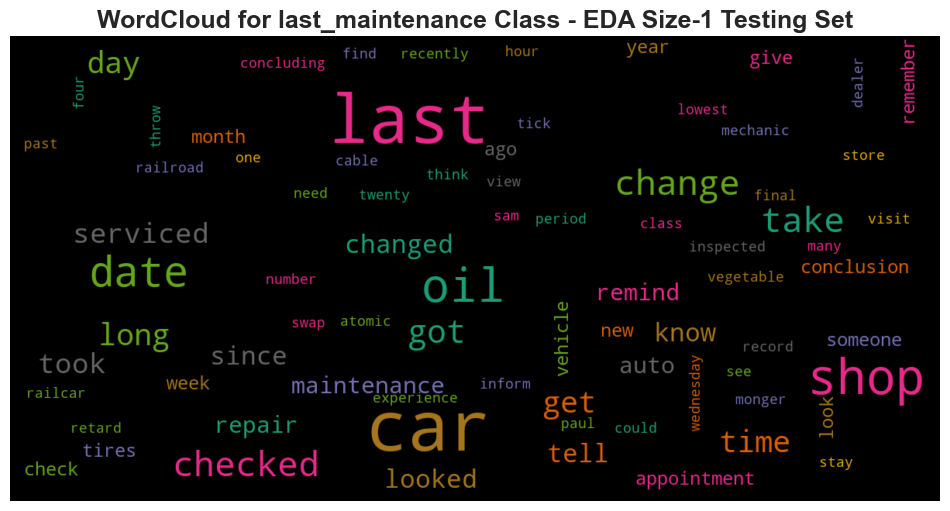 WordCloud for last_maintenance Class - EDA Size-1 Testing Set
day
concluding
find
recently
hour
year
give
dealer
remember
four
throw
last
tick
lowest
mechanic
past
month
railroad
one
cable
ago
store
think
view
need
twenty
change
final
take
visit
sam
period
class
serviced
changed
inspected
many
date
number
oil
vegetable
conclusion
remind
long
swap
atomic
got
vehicle
new
know
record
someone
took
since
auto
see
shop
railcar
week
maintenance
inform
experience
wednesday
monger
look
retard
repair
car
get
paul
could
time
check
tires
checked
looked
tell
appointment
stay